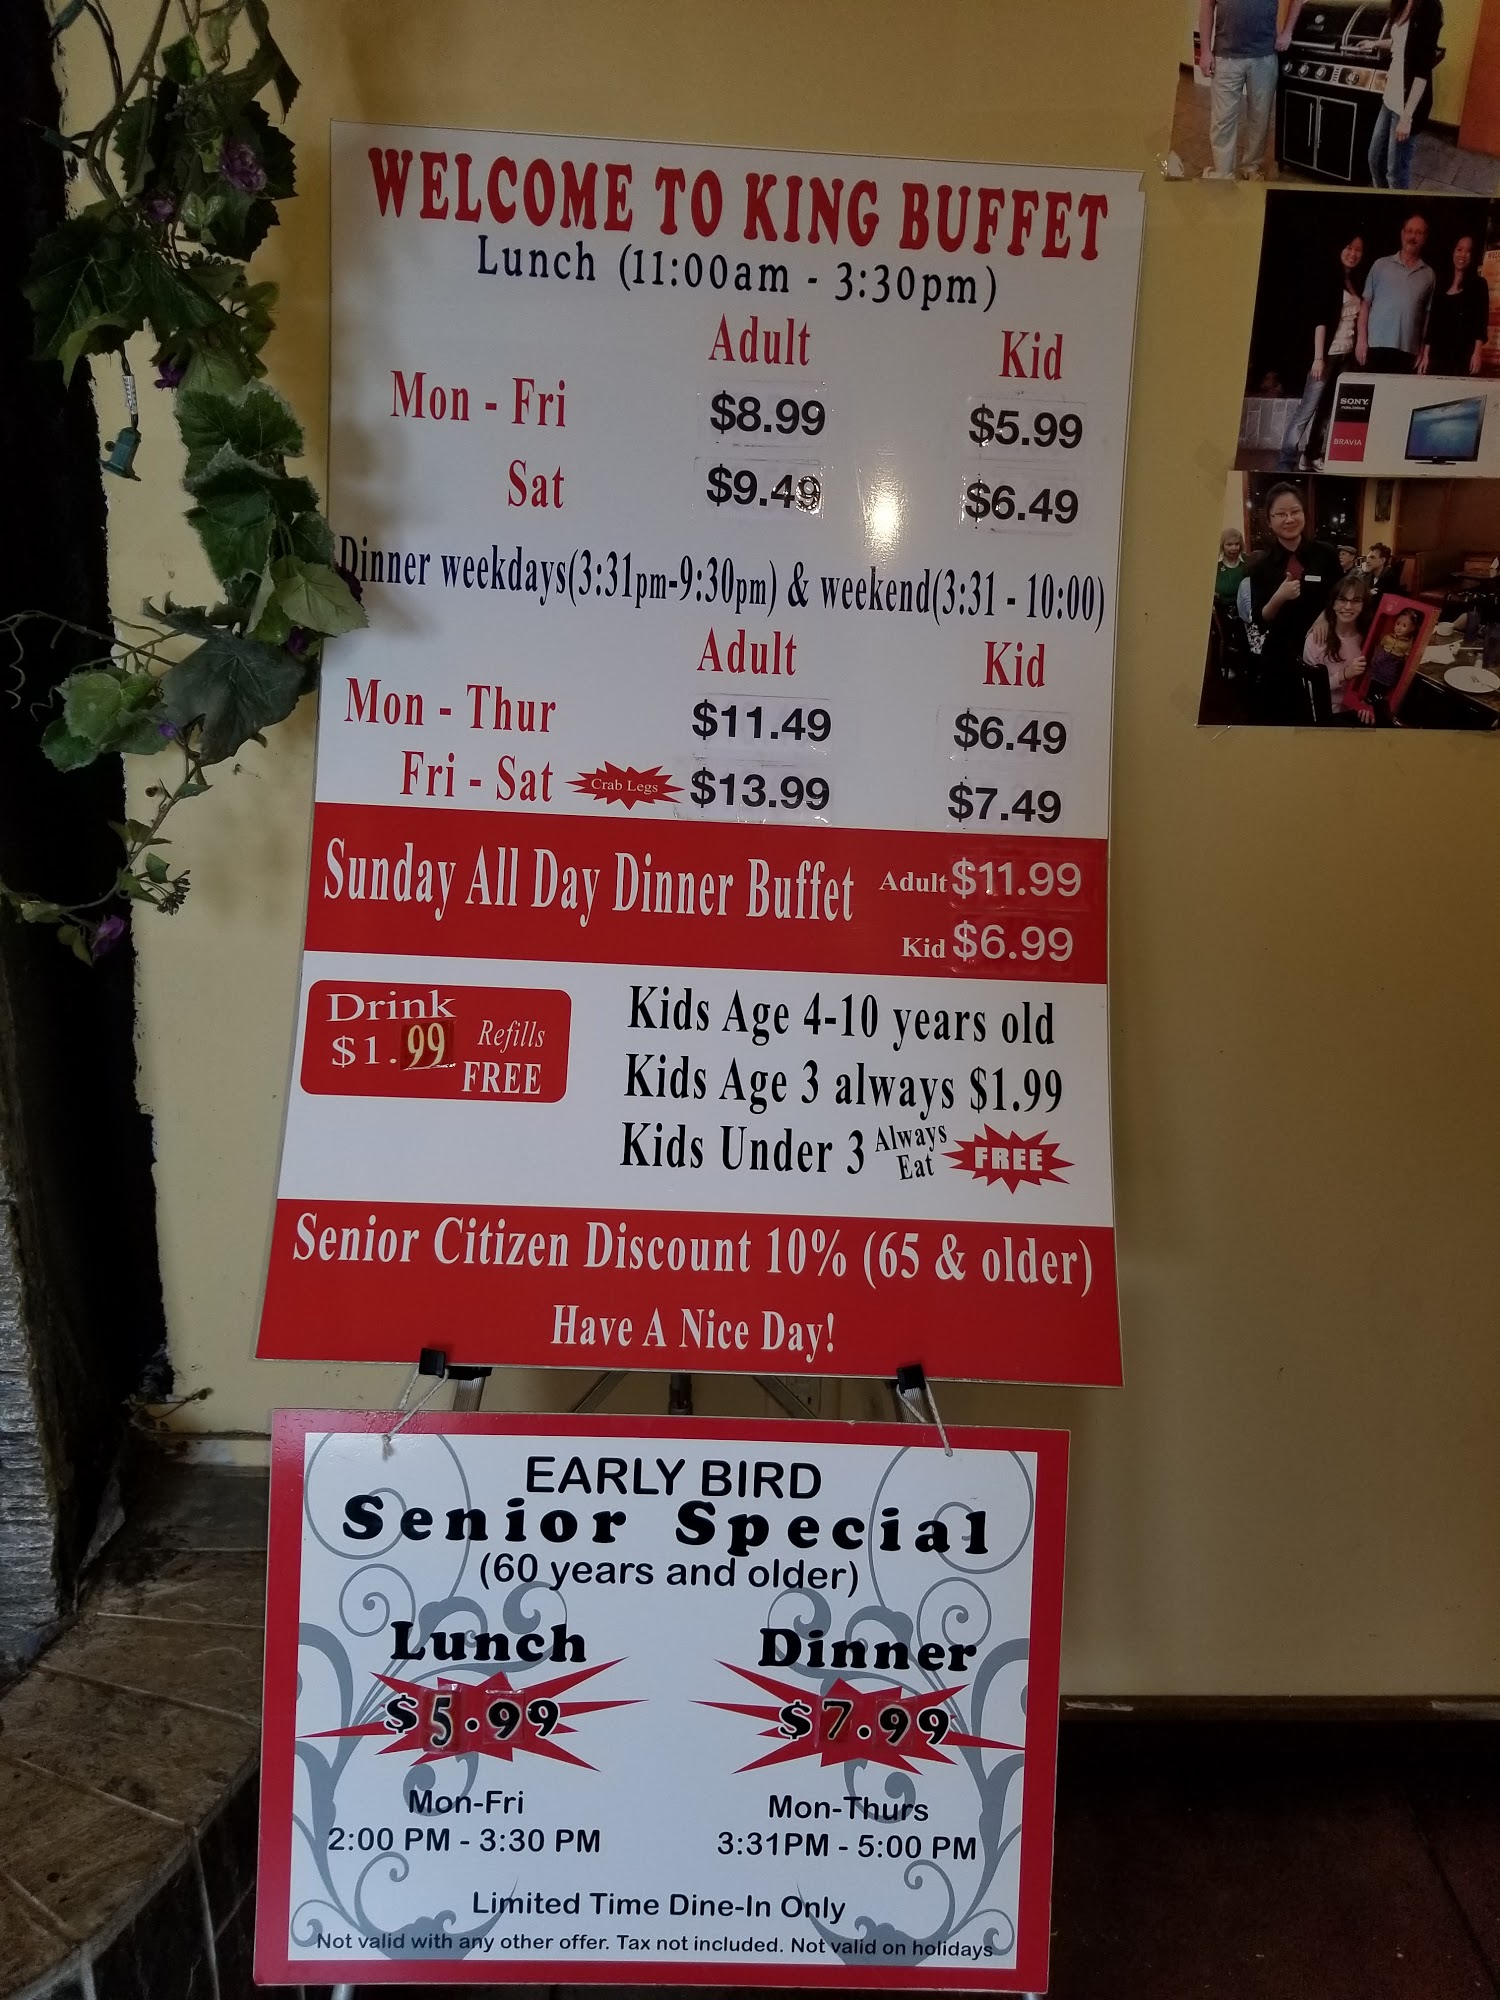 WELCOME TO KING BUFFET
Lunch (11:00am - 3:30pm)
Adult Kid
Mon - Fri $8.99 $5.99
Sat $9.49 $6.49
Dinner weekdays(3:31pm-9:30pm) & weekend(3:31 - 10:00)
Adult Kid
Mon - Thur $11.49 $6.49
Fri - Sat Crab Legs $13.99 $7.49
Sunday All Day Dinner Buffet Adult $11.99
Kid $6.99
Drink
$1.99 Refills
FREE
Kids Age 4-10 years old
Kids Age 3 always $1.99
Kids Under 3 Always Eat FREE
Senior Citizen Discount 10% (65 & older)
Have A Nice Day!
EARLY BIRD
Senior Special
(60 years and older)
Lunch Dinner
$5.99 $7.99
Mon-Fri Mon-Thurs
2:00 PM - 3:30 PM 3:31PM - 5:00 PM
Limited Time Dine-In Only
Not valid with any other offer. Tax not included. Not valid on holidays
SONY
BRAVIA